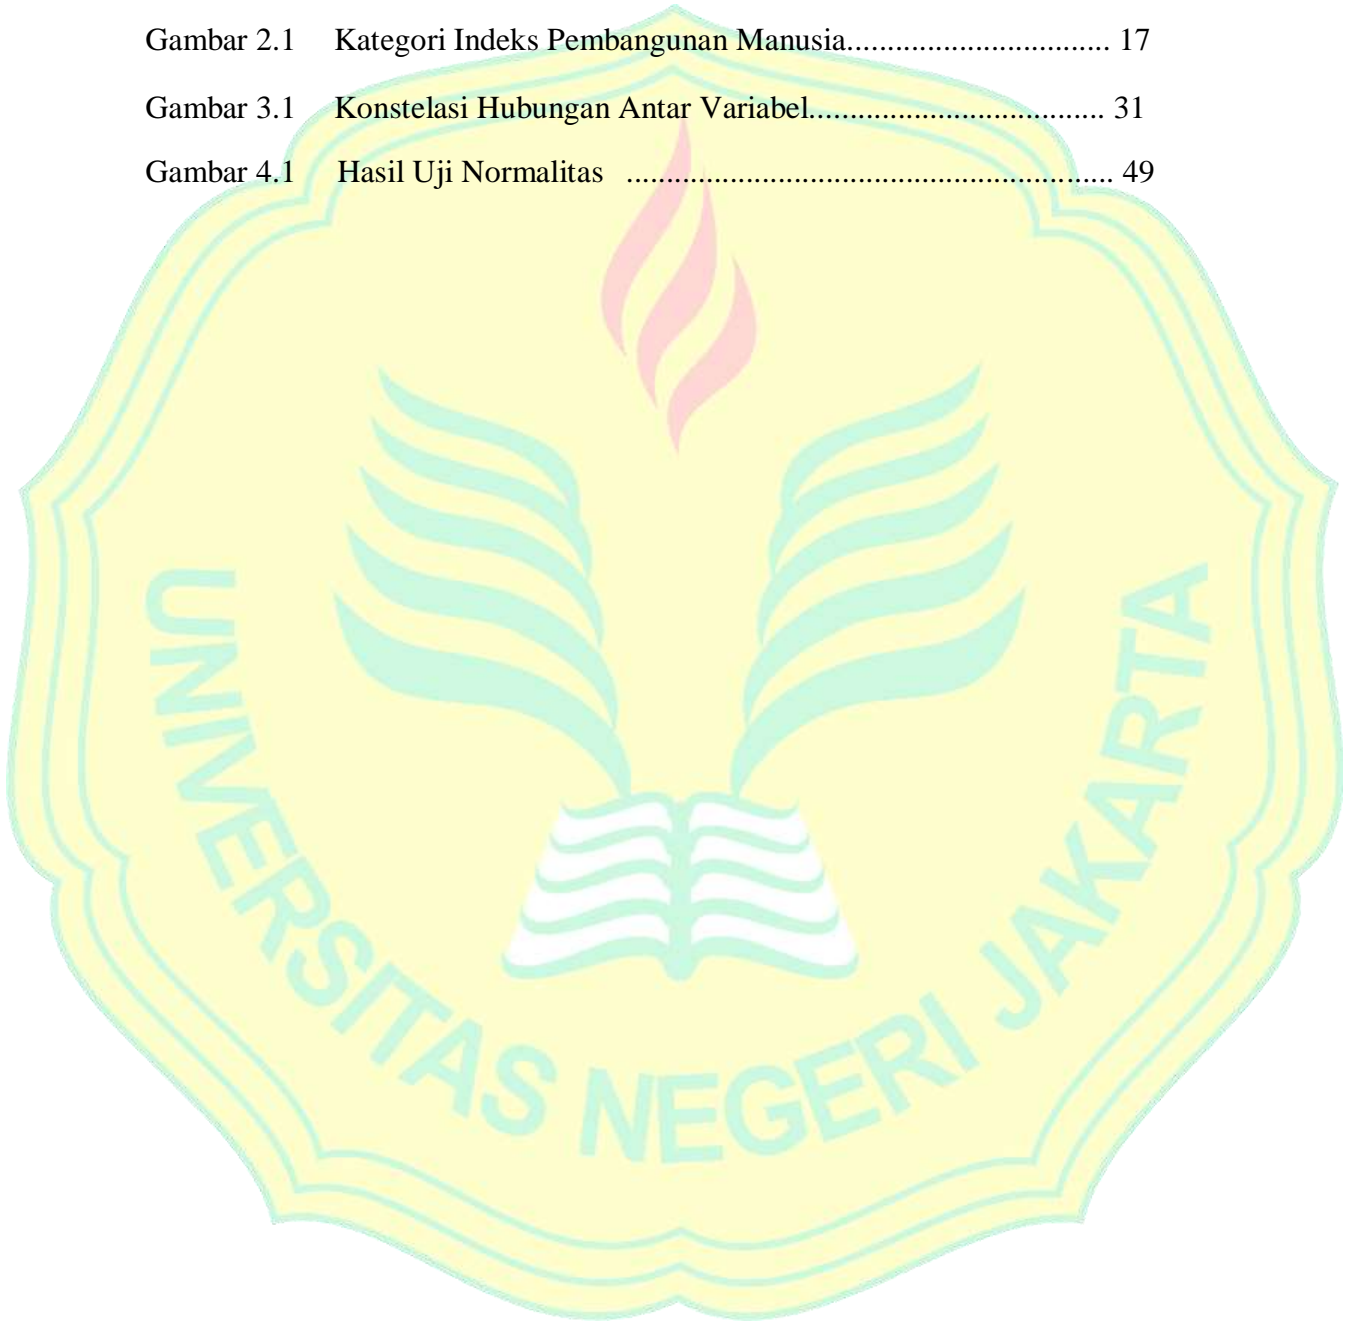 Gambar 2.1 Kategori Indeks Pembangunan Manusia................................ 17
Gambar 3.1 Konstelasi Hubungan Antar Variabel.................................... 31
Gambar 4.1 Hasil Uji Normalitas ............................................................ 49
UNIVERSITAS NEGERI JAKARTA